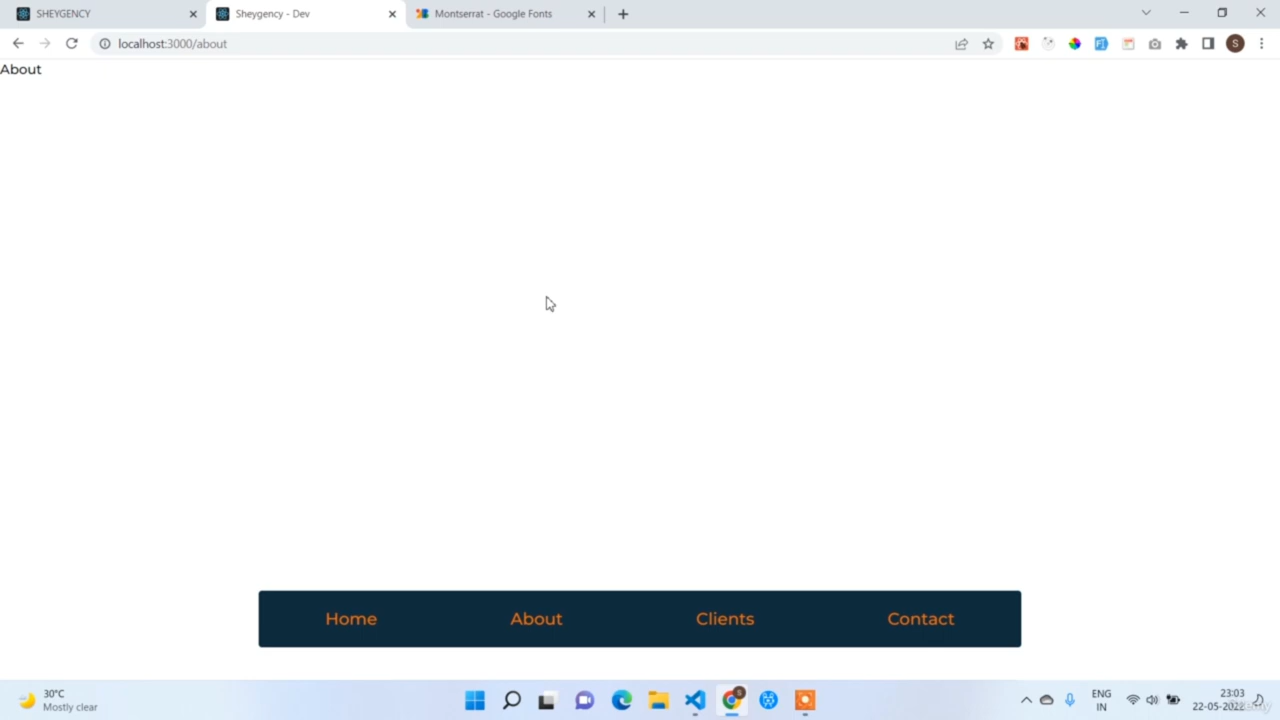 SHEYGENCY
Sheygency - Dev
Montserrat - Google Fonts
localhost:3000/about
S
About
Home
About
Clients
Contact
30°C
Mostly clear
ENG
IN
23:03
22-05-2022